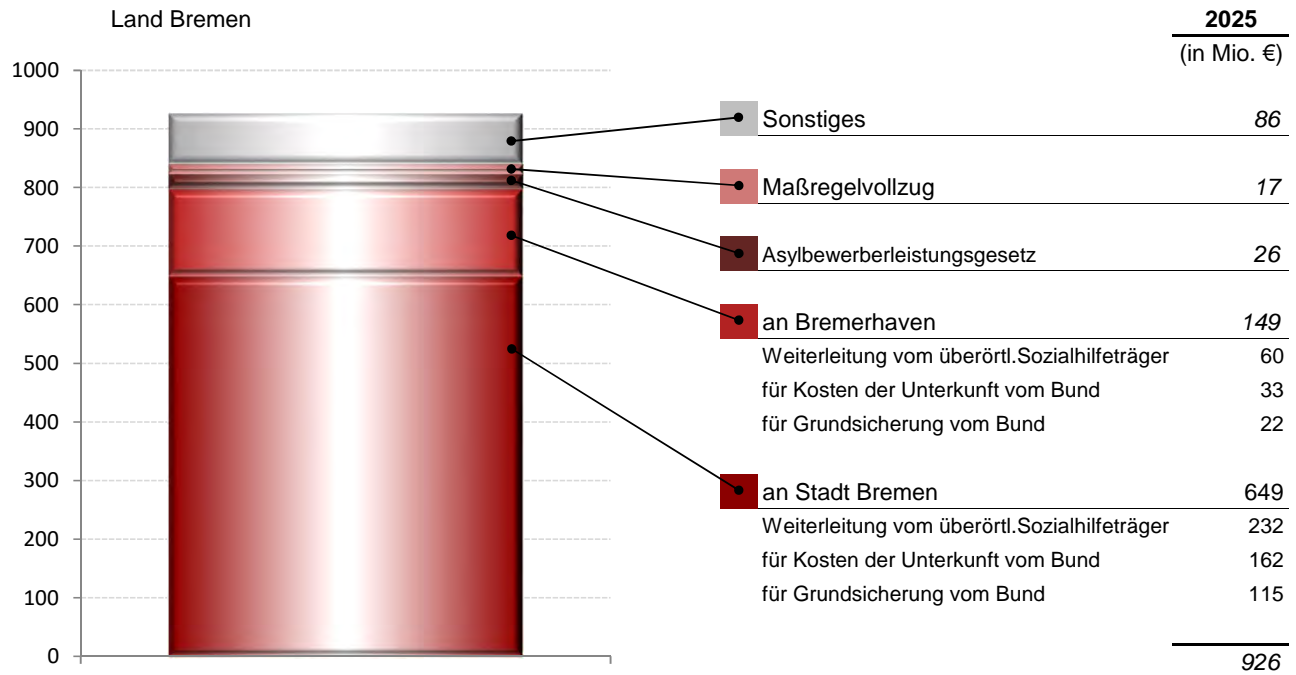 Land Bremen
2025
(in Mio. €)
1000
900
800
700
600
500
400
300
200
100
0
Sonstiges 86
Maßregelvollzug 17
Asylbewerberleistungsgesetz 26
an Bremerhaven 149
Weiterleitung vom überörtl.Sozialhilfeträger 60
für Kosten der Unterkunft vom Bund 33
für Grundsicherung vom Bund 22
an Stadt Bremen 649
Weiterleitung vom überörtl.Sozialhilfeträger 232
für Kosten der Unterkunft vom Bund 162
für Grundsicherung vom Bund 115
926